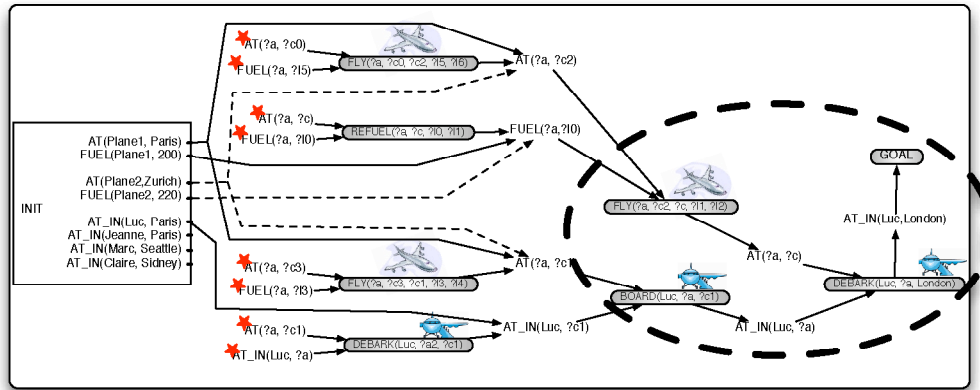 INIT
AT(Plane1, Paris)
FUEL(Plane1, 200)
AT(Plane2,Zurich)
FUEL(Plane2, 220)
AT_IN(Luc, Paris)
AT_IN(Jeanne, Paris)
AT_IN(Marc, Seattle)
AT_IN(Claire, Sidney)
AT(?a, ?c0)
FUEL(?a, ?l5)
FLY(?a, ?c0, ?c2, ?l5, ?l6)
AT(?a, ?c2)
AT(?a, ?c)
FUEL(?a, ?l0)
REFUEL(?a, ?c, ?l0, ?l1)
FUEL(?a,?l0)
AT(?a, ?c3)
FUEL(?a, ?l3)
FLY(?a, ?c3, ?c1, ?l3, ?l4)
AT(?a, ?c1)
AT(?a, ?c1)
AT_IN(Luc, ?a)
DEBARK(Luc, ?a2, ?c1)
AT_IN(Luc, ?c1)
FLY(?a, ?c2, ?c, ?l1, ?l2)
BOARD(Luc, ?a, ?c1)
AT(?a, ?c)
AT_IN(Luc, ?a)
GOAL
AT_IN(Luc,London)
DEBARK(Luc, ?a, London)